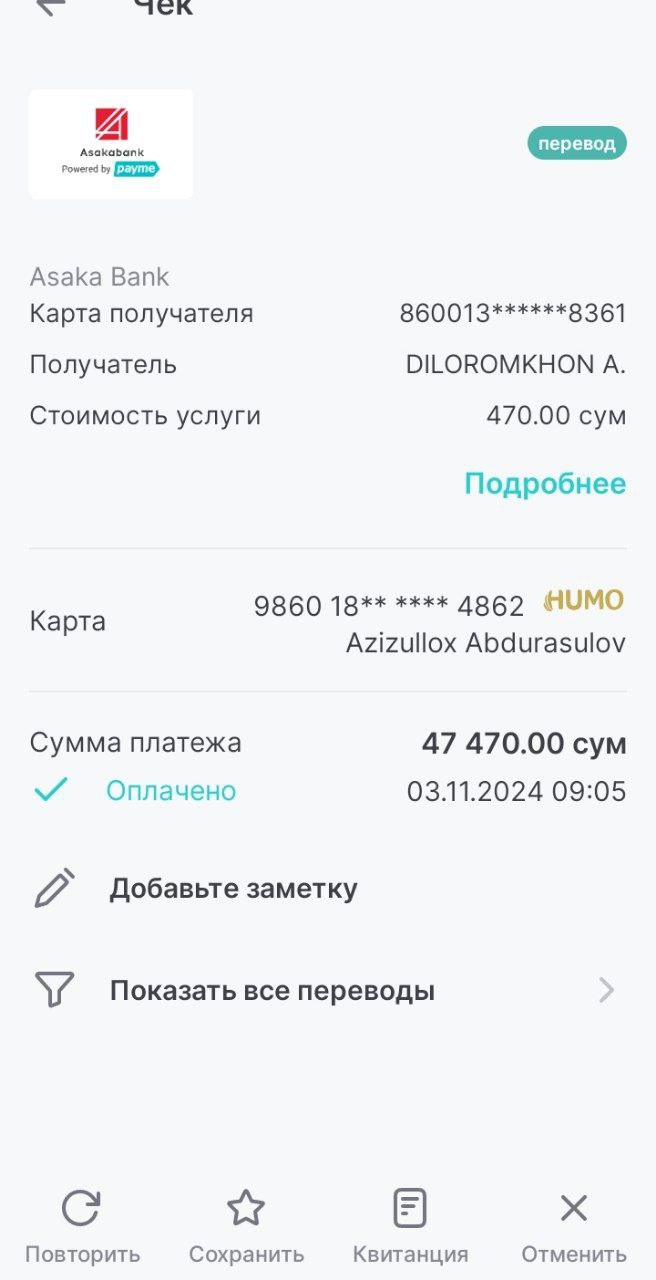 Чек
Asakabank
Powered by payme
перевод
Asaka Bank
Карта получателя 860013******8361
Получатель DILOROMKHON A.
Стоимость услуги 470.00 сум
Подробнее
9860 18** **** 4862 HUMO
Карта
Azizullox Abdurasulov
Сумма платежа 47 470.00 сум
Оплачено 03.11.2024 09:05
Добавьте заметку
Показать все переводы
Повторить Сохранить Квитанция Отменить